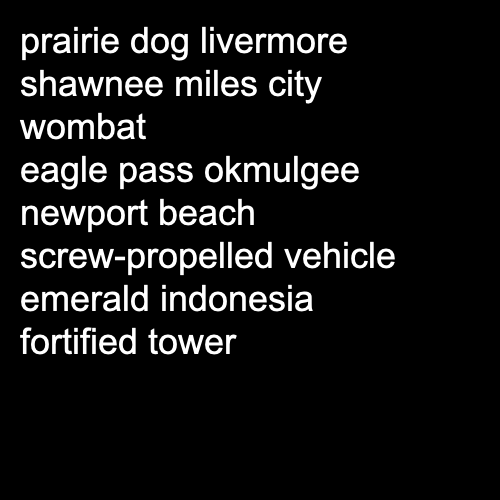 prairie dog livermore
shawnee miles city
wombat
eagle pass okmulgee
newport beach
screw-propelled vehicle
emerald indonesia
fortified tower